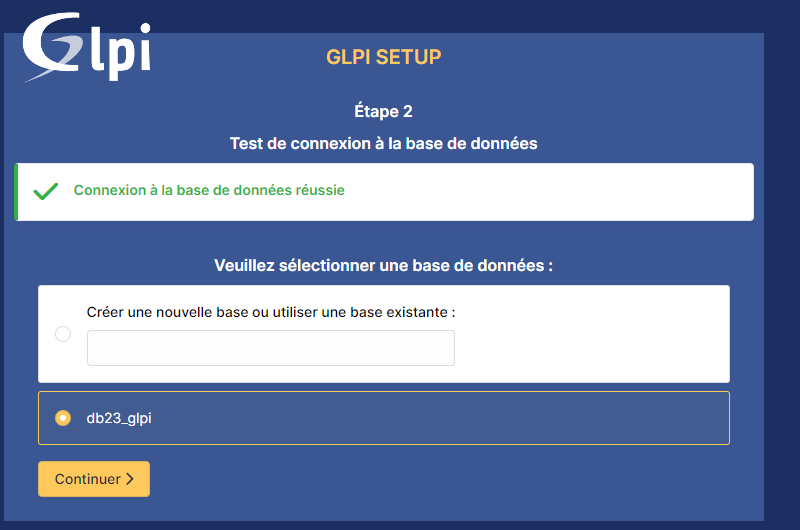 Glpi
GLPI SETUP
Étape 2
Test de connexion à la base de données
Connexion à la base de données réussie
Veuillez sélectionner une base de données :
Créer une nouvelle base ou utiliser une base existante :
db23_glpi
Continuer